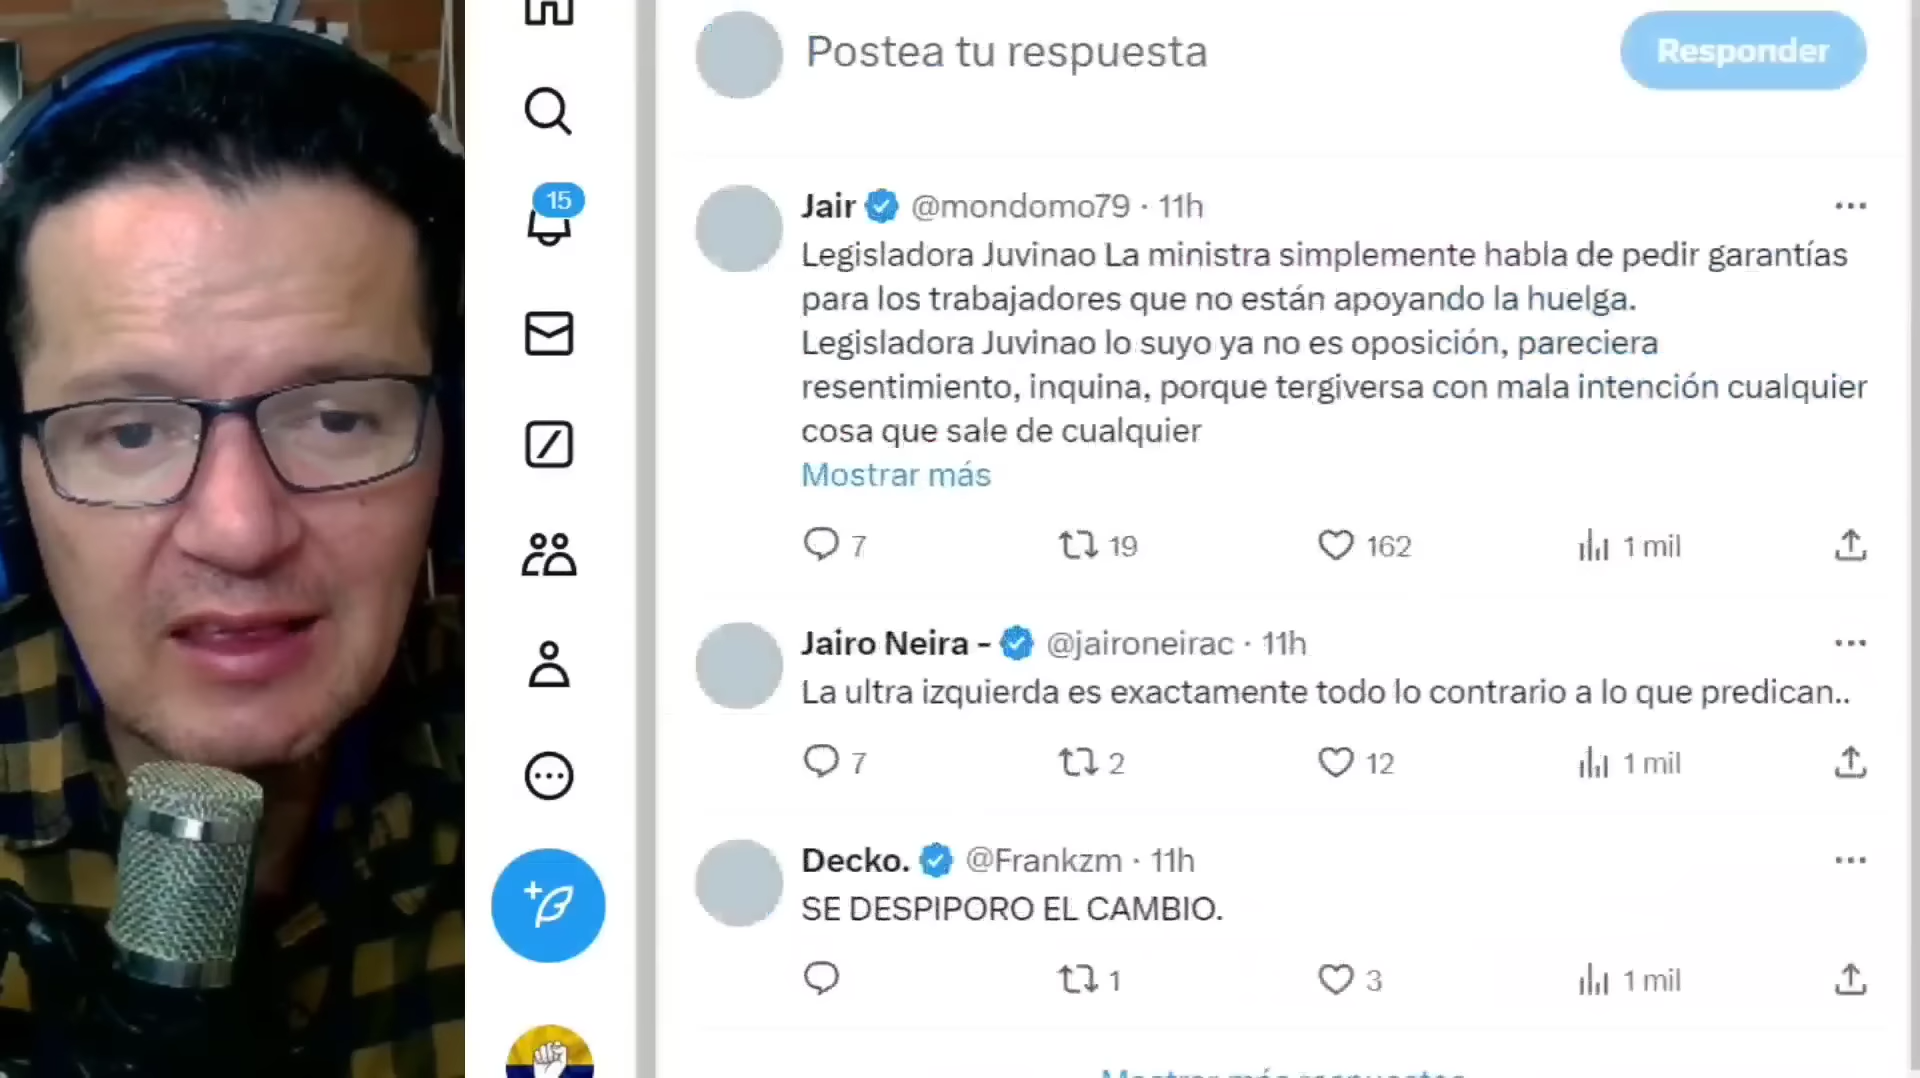 Postea tu respuesta
Responder
15
Jair @mondomo79 · 11h
Legisladora Juvinao La ministra simplemente habla de pedir garantías
para los trabajadores que no están apoyando la huelga.
Legisladora Juvinao lo suyo ya no es oposición, pareciera
resentimiento, inquina, porque tergiversa con mala intención cualquier
cosa que sale de cualquier
Mostrar más
7 19 162 1 mil
Jairo Neira - @jaironeirac · 11h
La ultra izquierda es exactamente todo lo contrario a lo que predican..
7 2 12 1 mil
Decko. @Frankzm · 11h
SE DESPIPORO EL CAMBIO.
1 3 1 mil
Mostrar más respuestas